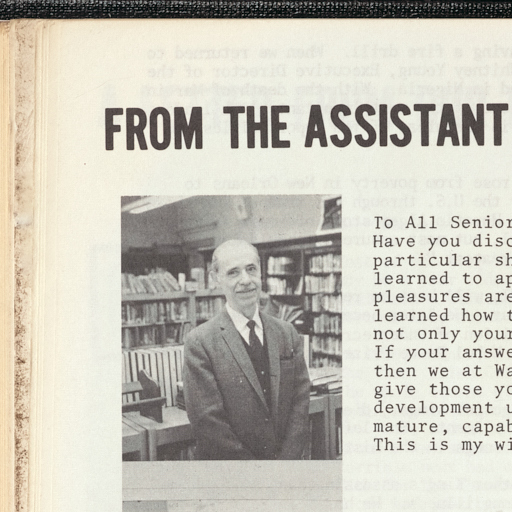 FROM THE ASSISTANT
To All Senior
Have you disc
particular sh
learned to ap
pleasures are
learned how t
not only your
If your answe
then we at Wa
give those yo
development u
mature, capab
This is my wi